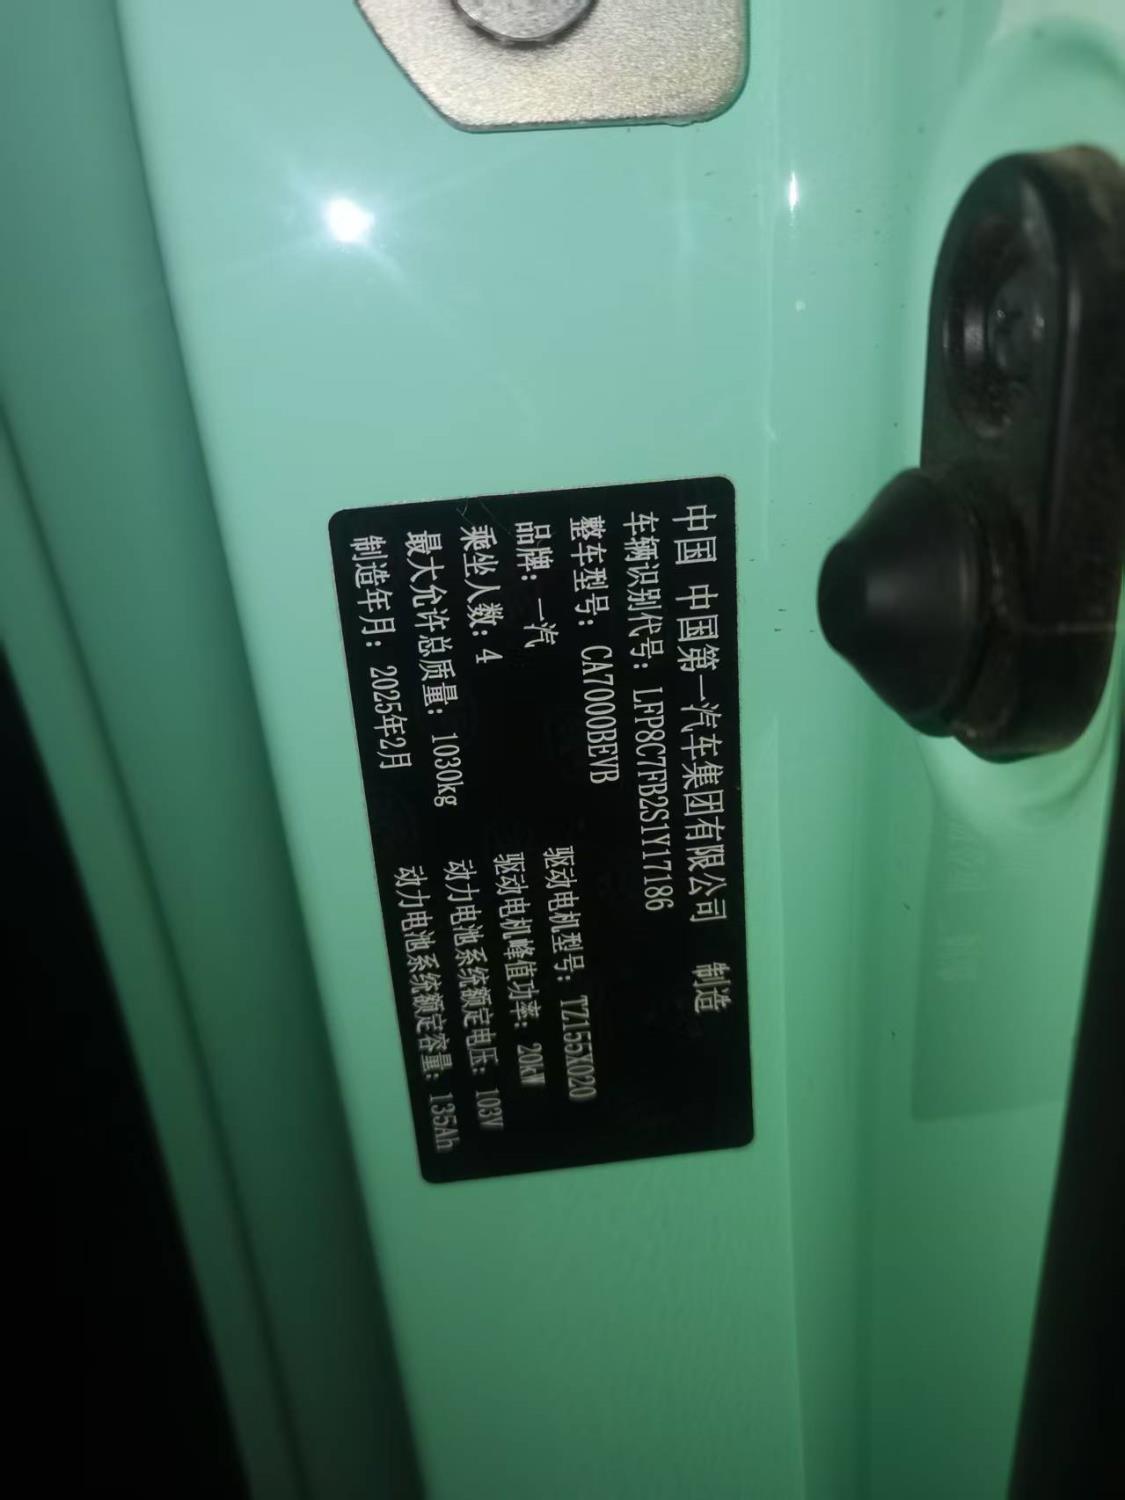 中国 中国第一汽车集团有限公司 制造
车辆识别代号：LFP8C7FB2S1Y17186
整车型号：CA7000BEVB
驱动电机型号：TZ155X020
品牌：一汽
驱动电机峰值功率：20kW
乘坐人数：4
动力电池系统额定电压：103V
最大允许总质量：1030kg
动力电池系统额定容量：135Ah
制造年月：2025年2月